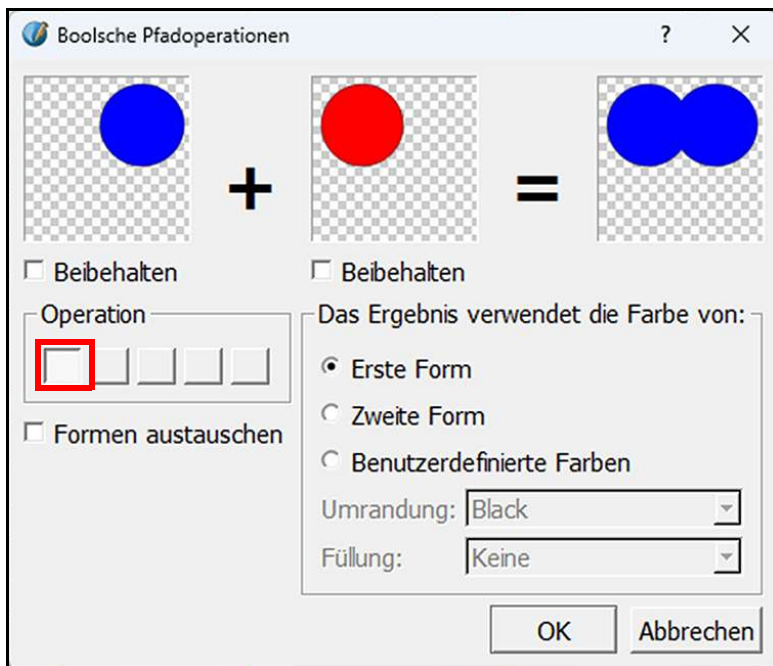 Boolsche Pfadoperationen
?
+
=
Beibehalten
Beibehalten
Operation
Formen austauschen
Das Ergebnis verwendet die Farbe von:
Erste Form
Zweite Form
Benutzerdefinierte Farben
Umrandung: Black
Füllung: Keine
OK
Abbrechen